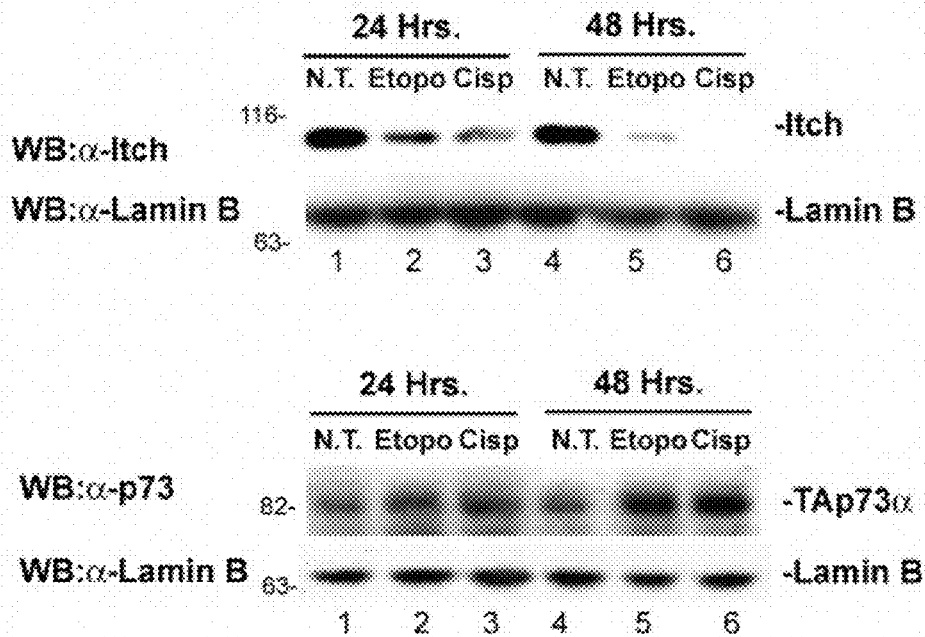 24 Hrs. 48 Hrs.
N.T. Etopo Cisp N.T. Etopo Cisp
116-
WB:α-Itch -Itch
WB:α-Lamin B -Lamin B
63-
1 2 3 4 5 6
24 Hrs. 48 Hrs.
N.T. Etopo Cisp N.T. Etopo Cisp
WB:α-p73 82- -TAp73α
WB:α-Lamin B 63- -Lamin B
1 2 3 4 5 6